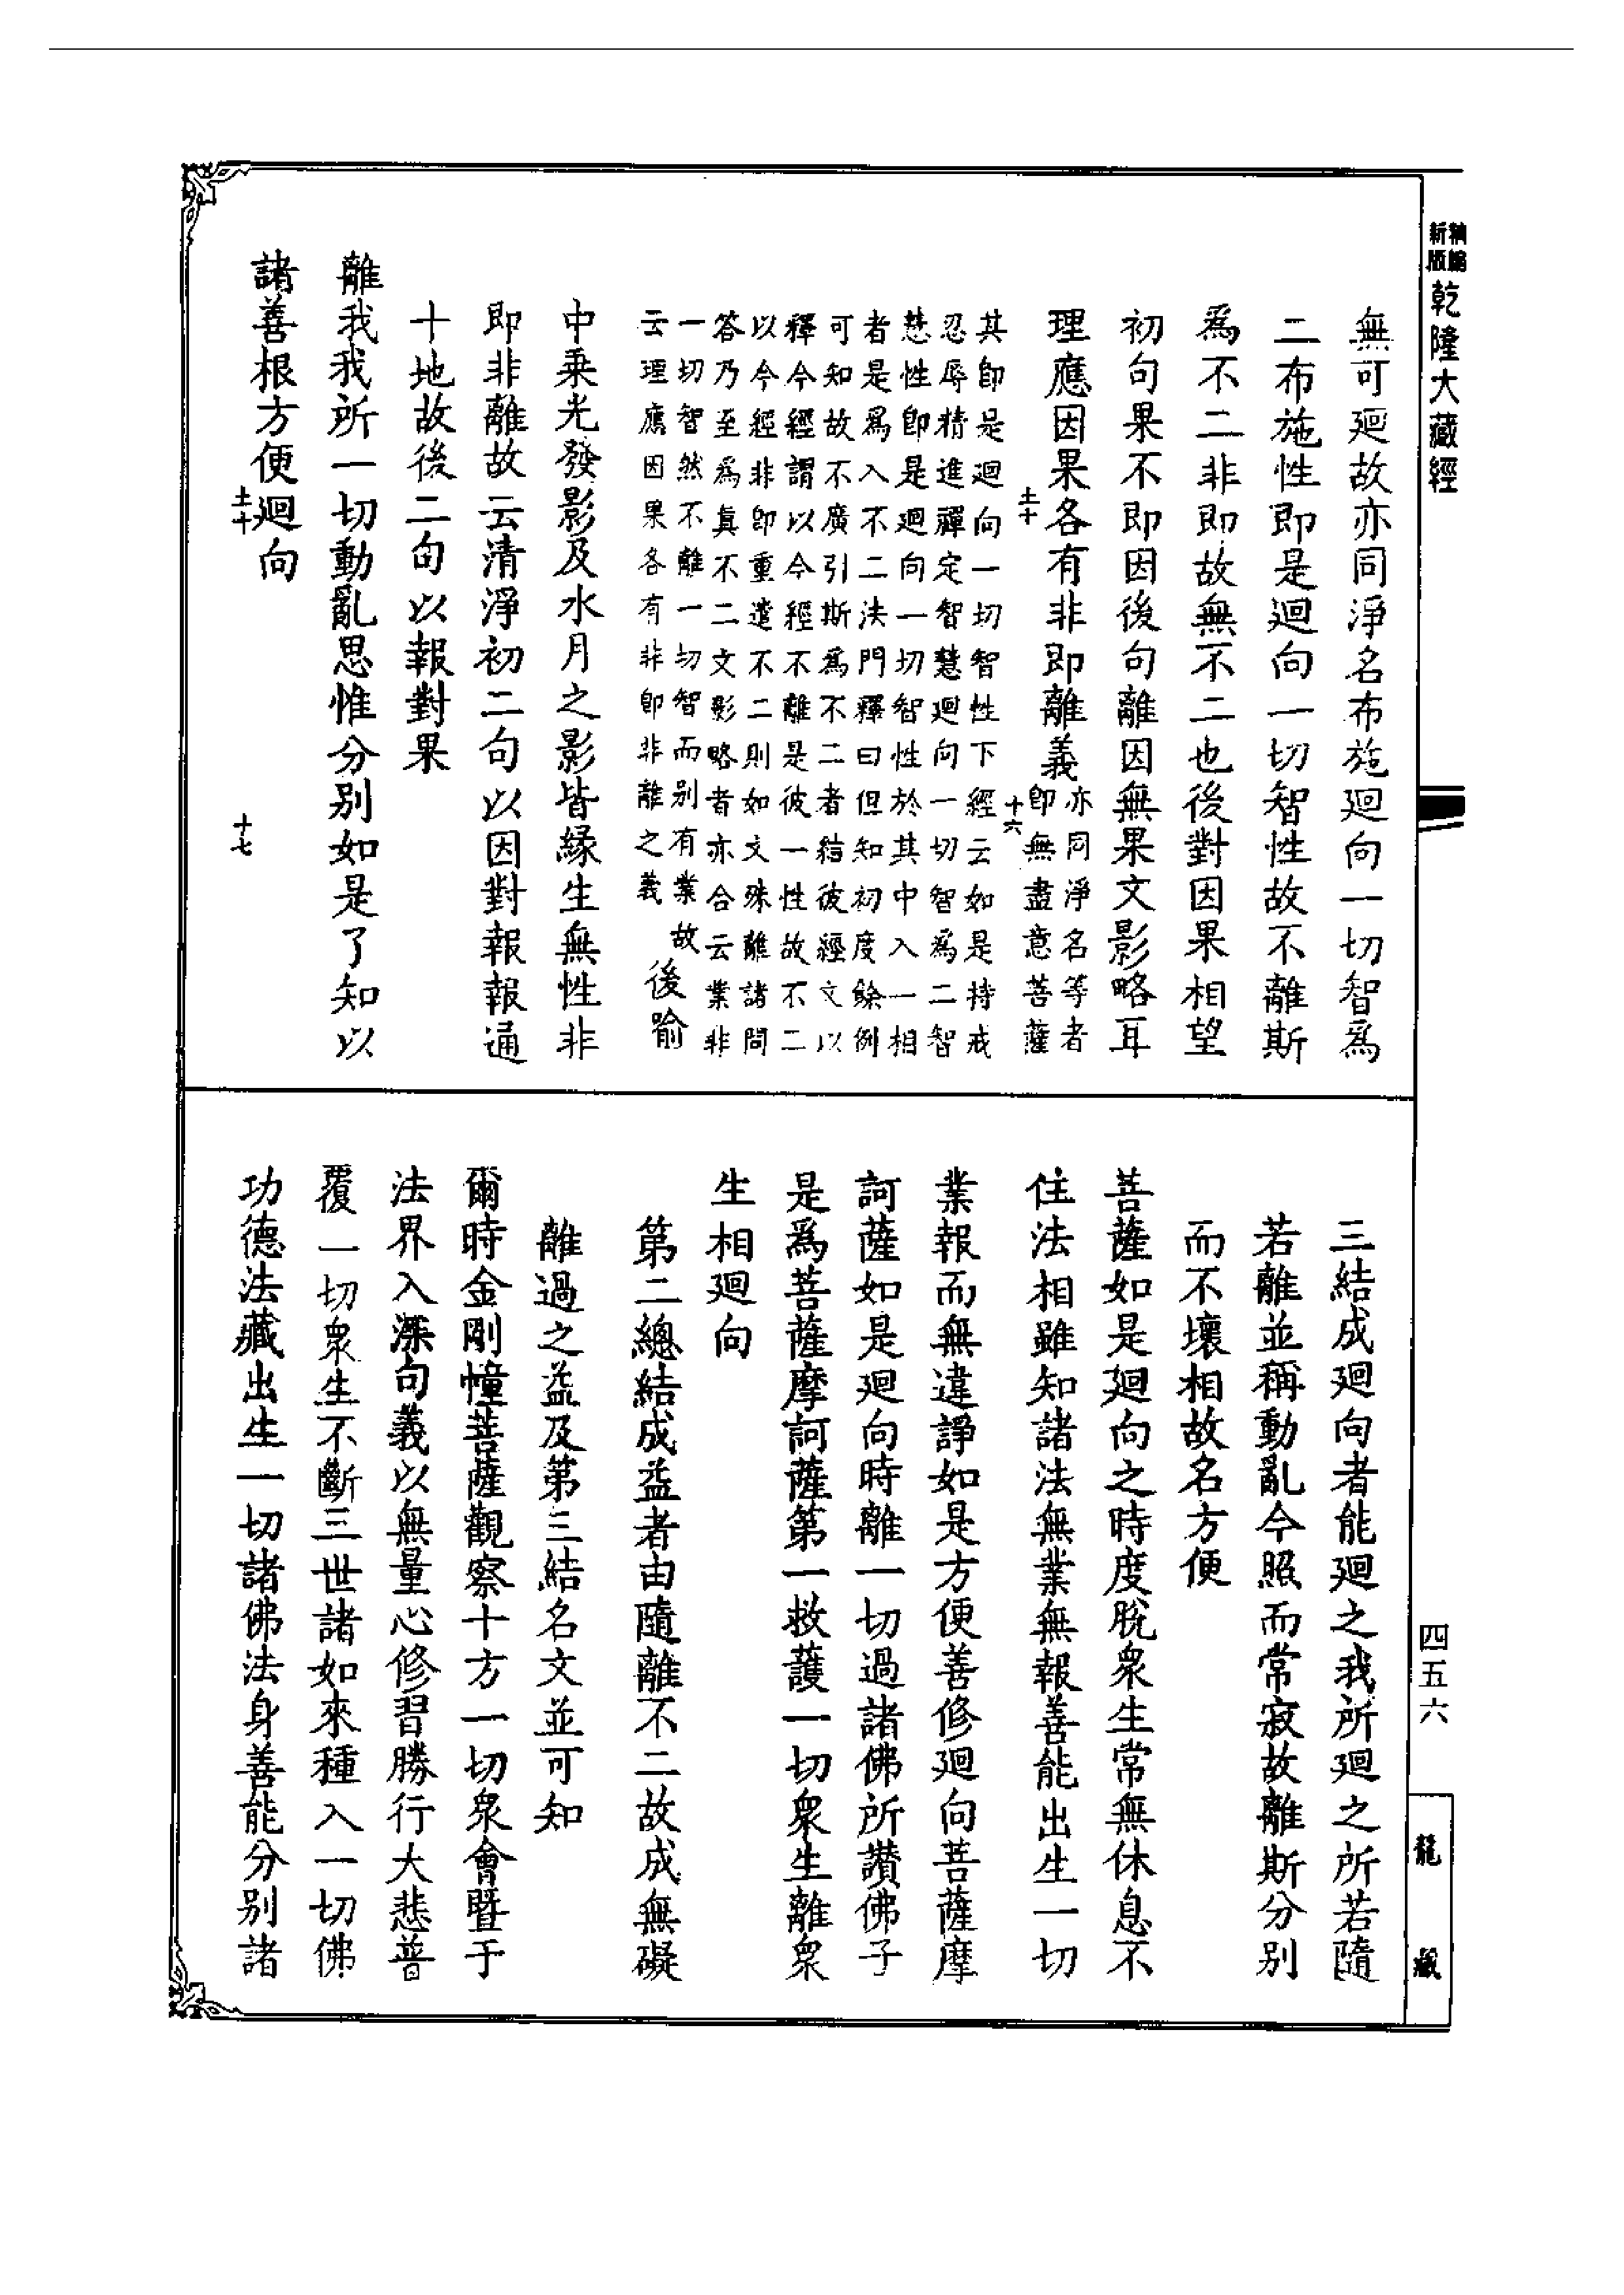 新編
新版
乾隆大藏經
無可廻故亦同淨名布施廻向一切智爲
二布施性即是廻向一切智性故不離斯
爲不二非即故無不二也後對因果相望
初句果不即因後句離因無果文影略耳
理應因果各有非即離義亦同淨名等者
即無盡意菩薩
土十
十六
其即是廻向一切智性下經云如是持戒
忍辱精進禪定智慧廻向一切智爲二智
慧性即是廻向一切智性於其中入一相
者是爲入不二法門釋曰但知初度餘例
可知故不廣引斯爲不二者結彼經文以
釋今經謂以今經不離是彼一性故不二
以今經非即重遣不二則如文殊離諸問
答乃至爲真不二文影略者亦合云業非
一切智然不離一切智而別有業故
云理應因果各有非即非離之義
後喻
中乗光發影及水月之影皆緣生無性非
即非離故云清淨初二句以因對報報通
十地故後二句以報對果
離我我所一切動亂思惟分別如是了知以
諸善根方便廻向
土十
十七
三結成廻向者能廻之我所廻之所若隨
若離並稱動亂今照而常寂故離斯分別
而不壞相故名方便
菩薩如是廻向之時度脫衆生常無休息不
住法相雖知諸法無業無報善能出生一切
業報而無違諍如是方便善修廻向菩薩摩
訶薩如是廻向時離一切過諸佛所讚佛子
是爲菩薩摩訶薩第一救護一切衆生離衆
生相廻向
第二總結成益者由隨離不二故成無礙
離過之益及第三結名文並可知
爾時金剛幢菩薩觀察十方一切衆會曁于
法界入深句義以無量心修習勝行大悲普
覆一切衆生不斷三世諸如來種入一切佛
功德法藏出生一切諸佛法身善能分別諸
四五六
龍藏